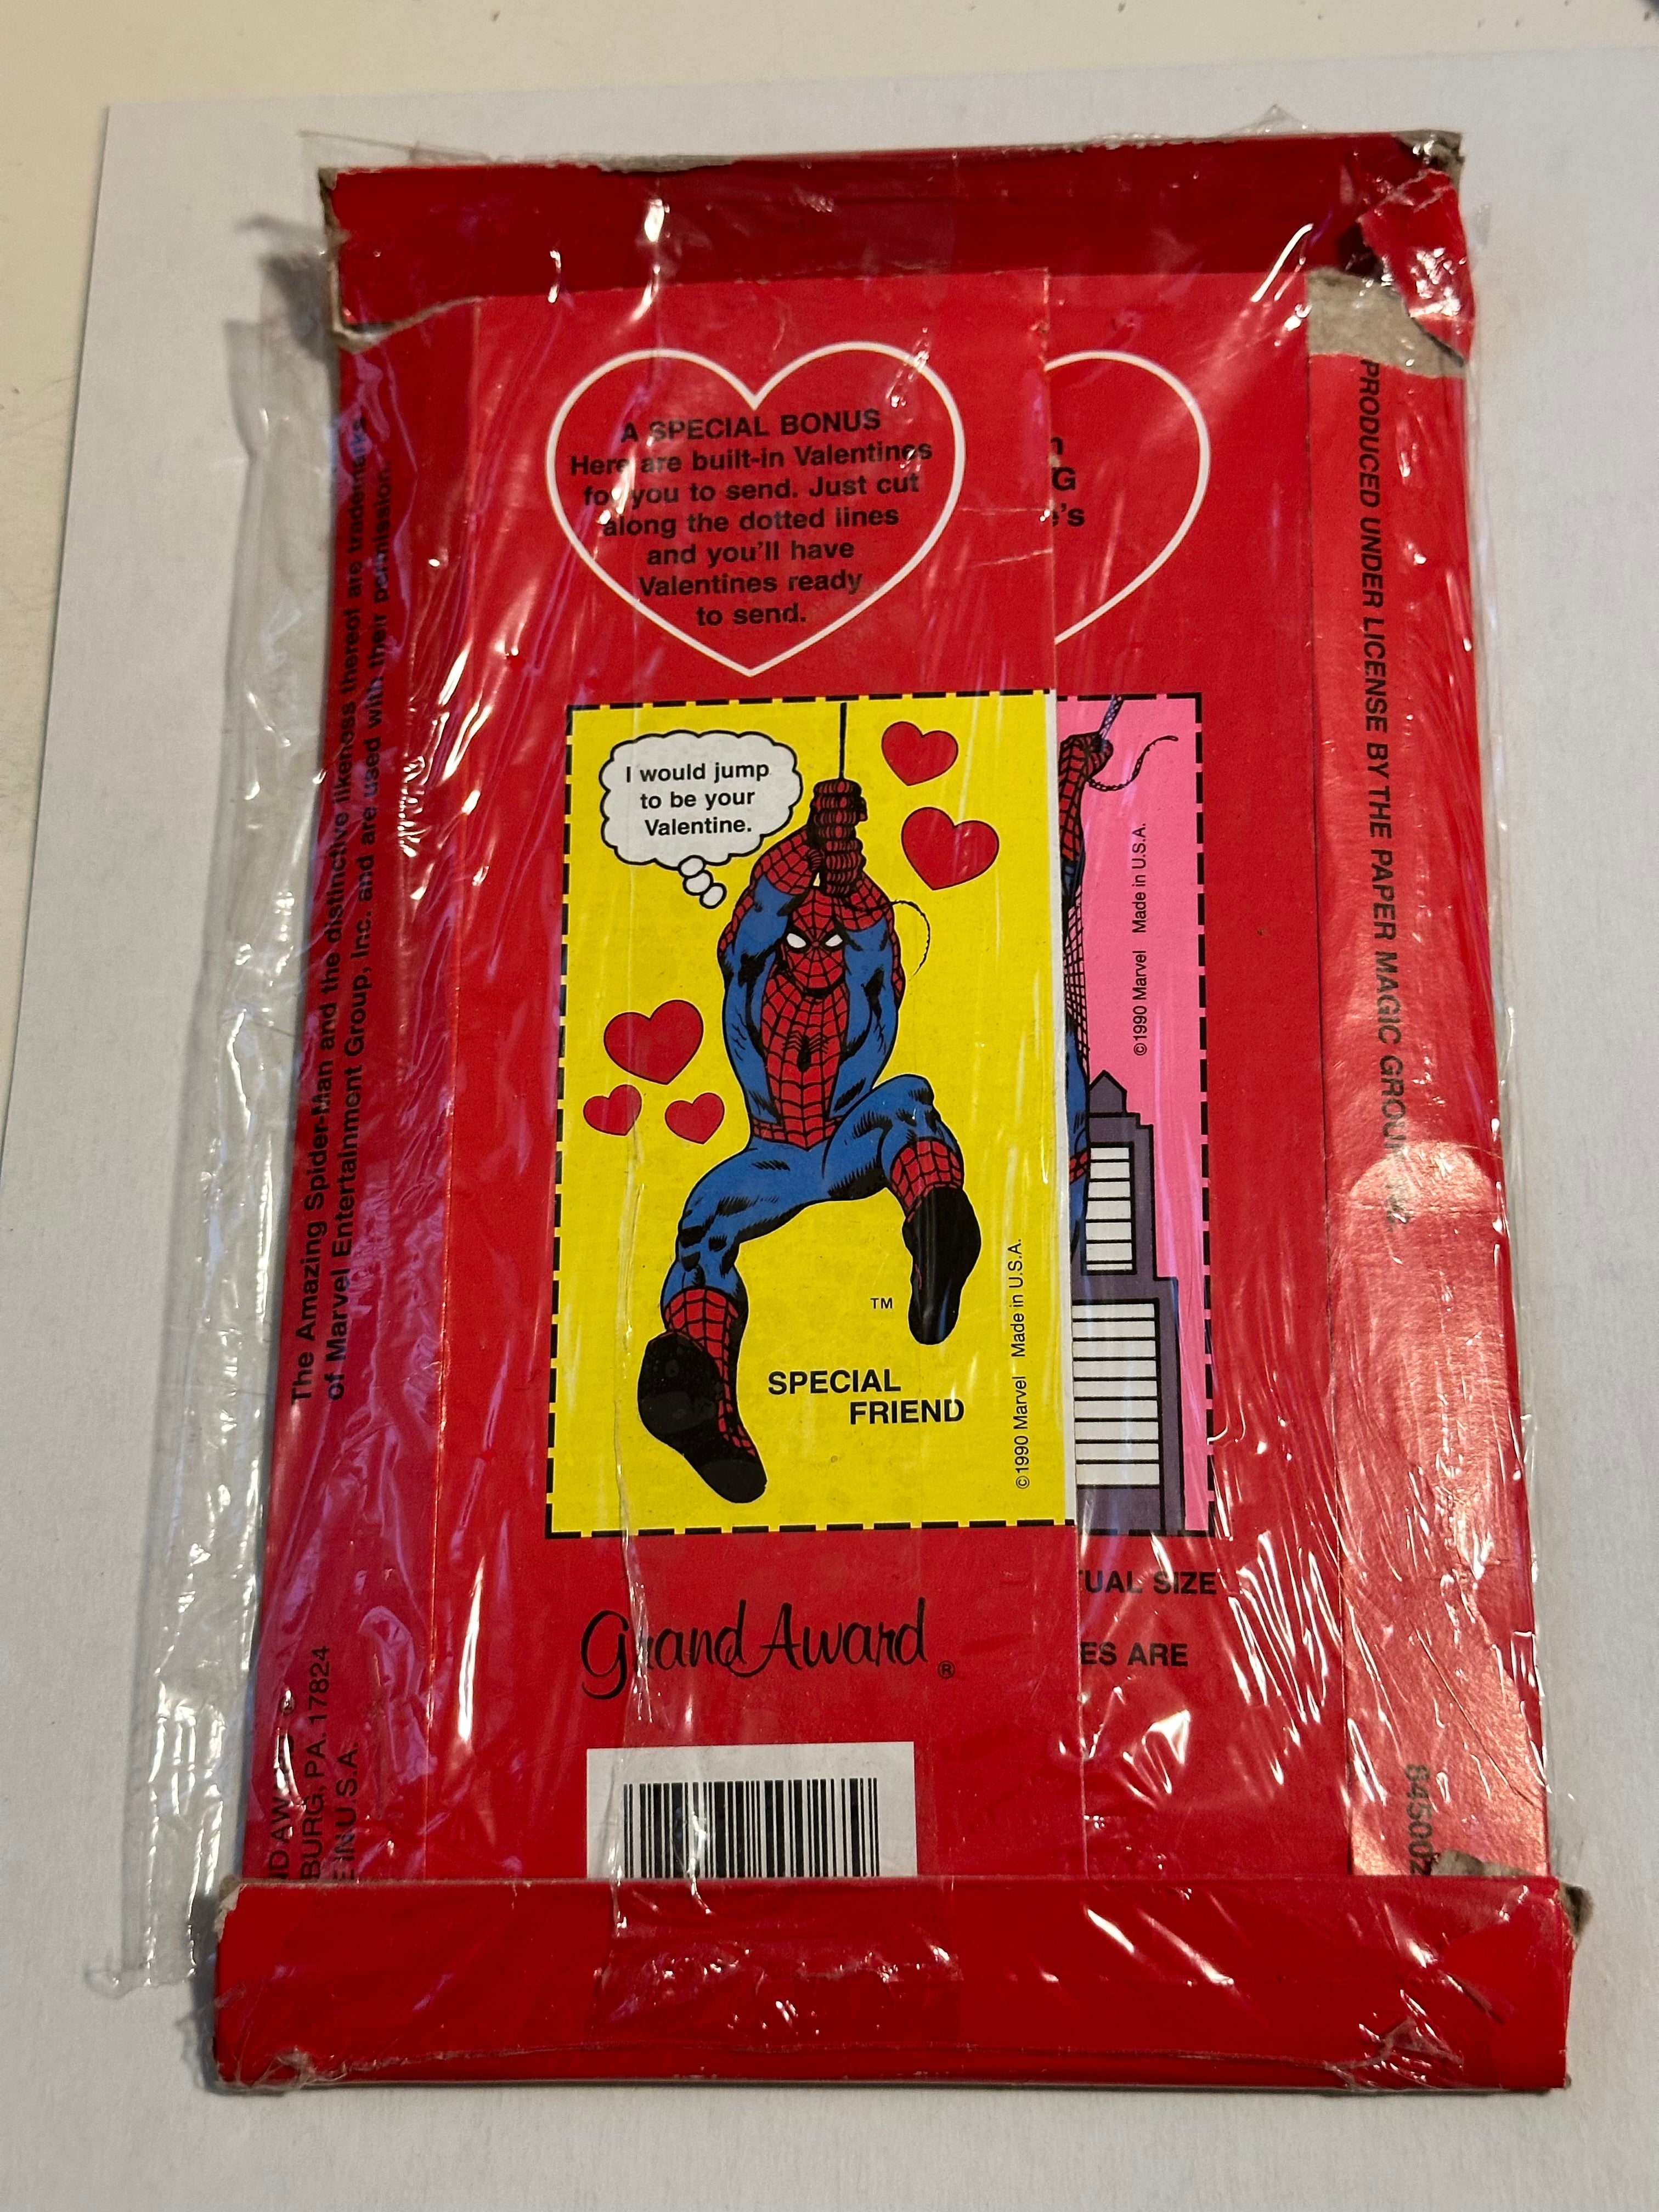 A SPECIAL BONUS
Here are built-in Valentines
for you to send. Just cut
along the dotted lines
and you'll have
Valentines ready
to send.
G
e's
I would jump
to be your
Valentine.
TM
SPECIAL
FRIEND
©1990 Marvel Made in U.S.A.
©1990 Marvel Made in U.S.A.
TUAL SIZE
ES ARE
Grand Award ®
The Amazing Spider-Man and the distinctive likeness thereof are trademarks
of Marvel Entertainment Group, Inc. and are used with their permission.
NDAW
BURG, PA. 17824
E IN U.S.A.
PRODUCED UNDER LICENSE BY THE PAPER MAGIC GROUP